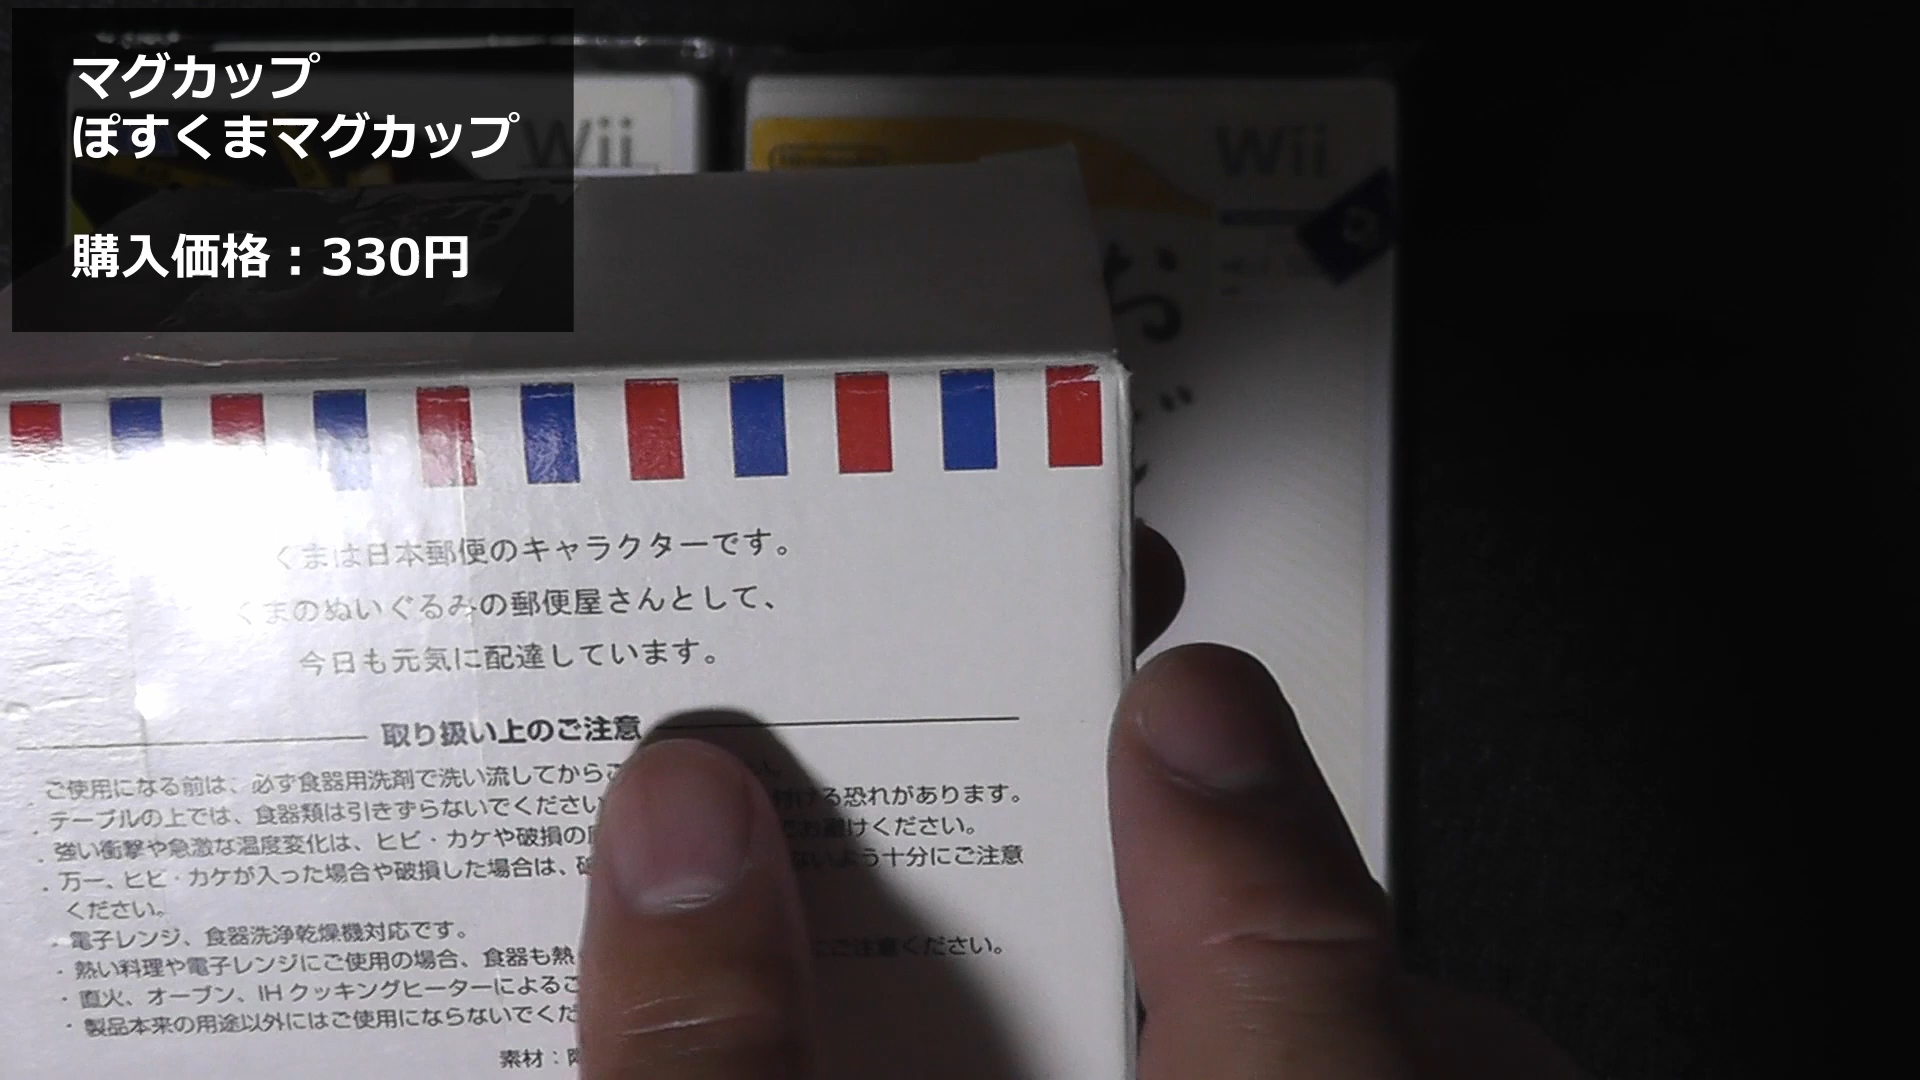 マグカップ
ぽすくまマグカップ
購入価格：330円
Wii
Wii
Nintendo
お
くまは日本郵便のキャラクターです。
くまのぬいぐるみの郵便屋さんとして、
今日も元気に配達しています。
取り扱い上のご注意
ご使用になる前は、必ず食器用洗剤で洗い流してから
テーブルの上では、食器類は引きずらないでください 付ける恐れがあります。
・強い衝撃や急激な温度変化は、ヒビ・カケや破損の お避けください。
・万一、ヒビ・カケが入った場合や破損した場合は、 ないよう十分にご注意
ください。
・電子レンジ、食器洗浄乾燥機対応です。
・熱い料理や電子レンジにご使用の場合、食器も熱 ご注意ください。
・直火、オーブン、IHクッキングヒーターによる
・製品本来の用途以外にはご使用にならないでくだ
素材：陶